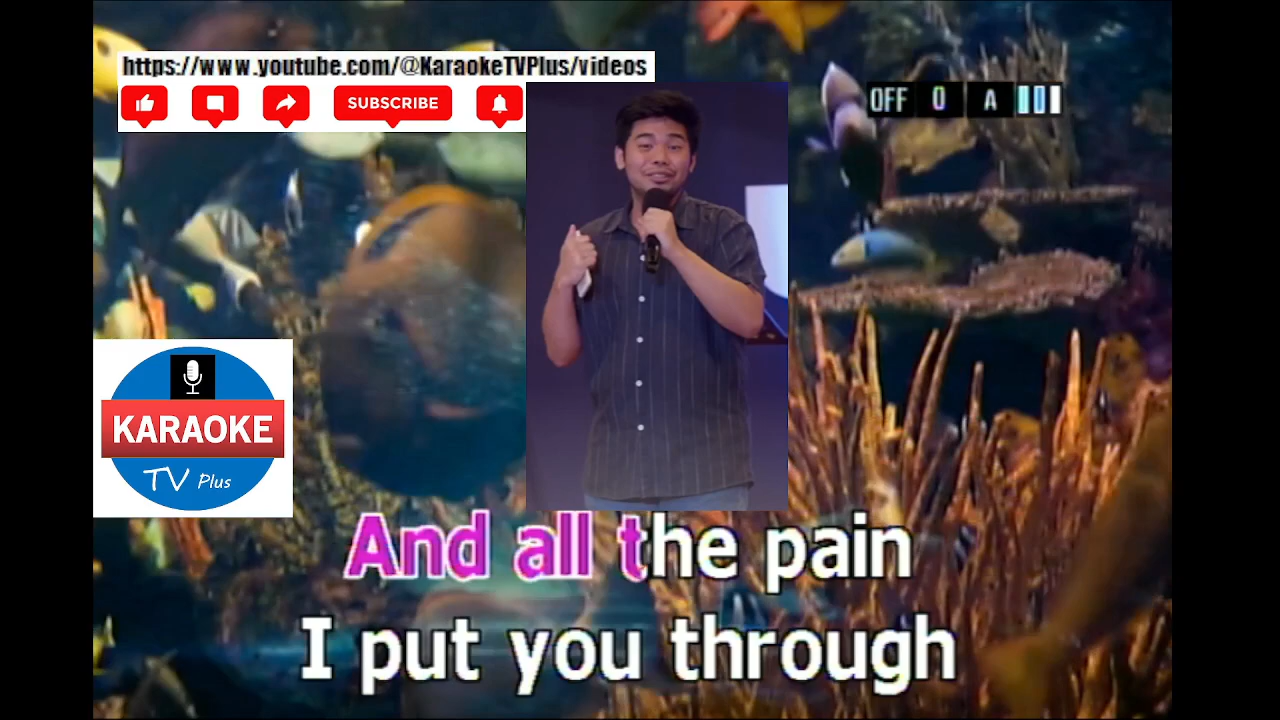 https://www.youtube.com/@KaraokeTVPlus/videos
SUBSCRIBE
OFF 0 A
KARAOKE
TV Plus
And all the pain
I put you through